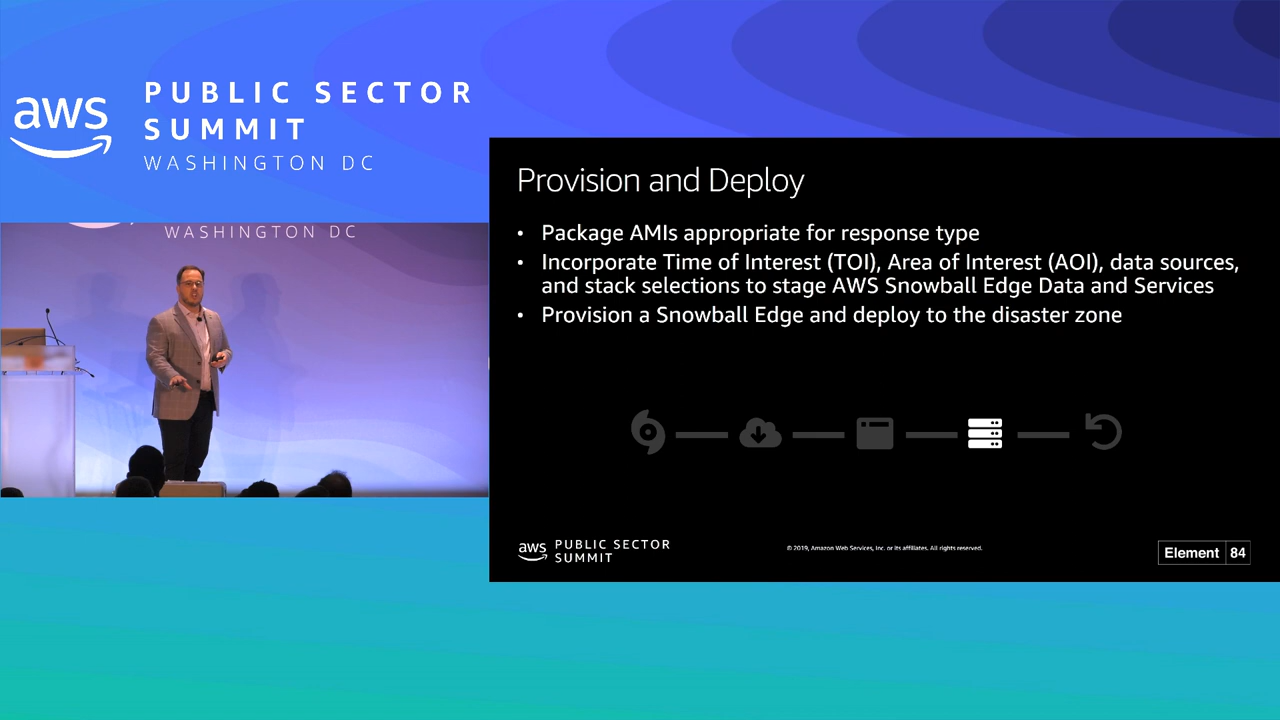 aws
PUBLIC SECTOR
SUMMIT
WASHINGTON DC
WASHINGTON DC
Provision and Deploy
• Package AMIs appropriate for response type
• Incorporate Time of Interest (TOI), Area of Interest (AOI), data sources,
and stack selections to stage AWS Snowball Edge Data and Services
• Provision a Snowball Edge and deploy to the disaster zone
aws
PUBLIC SECTOR
SUMMIT
© 2019, Amazon Web Services, Inc. or its affiliates. All rights reserved.
Element 84